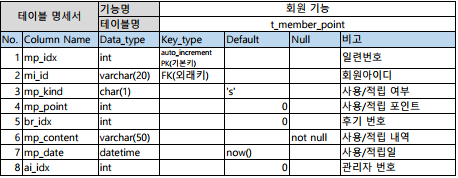 테이블 명세서 기능명 회원 기능
테이블명 t_member_point
No. Column Name Data_type Key_type Default Null 비고
1 mp_idx int auto_increment PK(기본키) 일련번호
2 mi_id varchar(20) FK(외래키) 회원아이디
3 mp_kind char(1) 's' 사용/적립 여부
4 mp_point int 0 사용/적립 포인트
5 br_idx int 0 후기 번호
6 mp_content varchar(50) not null 사용/적립 내역
7 mp_date datetime now() 사용/적립일
8 ai_idx int 0 관리자 번호